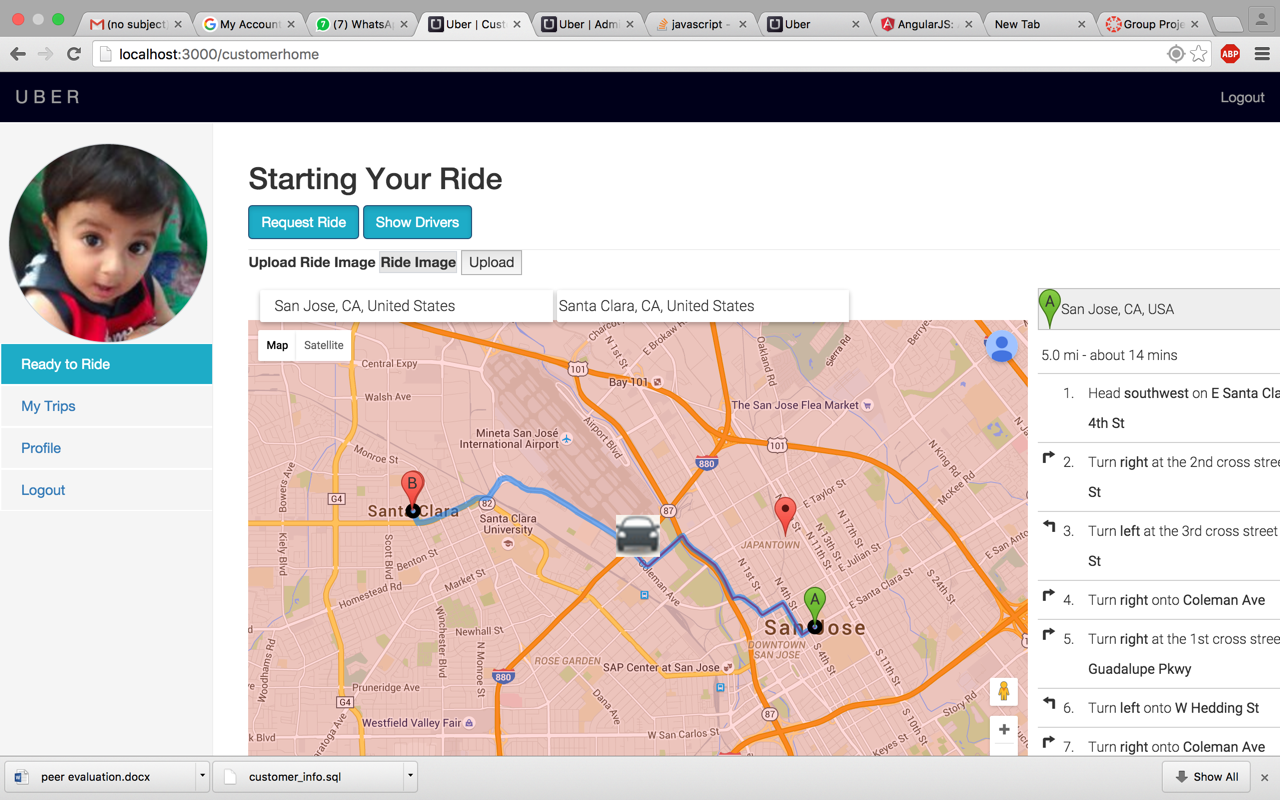 (no subject)
My Account
(7) WhatsA
Uber | Cust
Uber | Adm
javascript -
Uber
AngularJS: A
New Tab
Group Proje
localhost:3000/customerhome
ABP
UBER
Logout
Ready to Ride
My Trips
Profile
Logout
Starting Your Ride
Request Ride
Show Drivers
Upload Ride Image Ride Image Upload
San Jose, CA, United States
Santa Clara, CA, United States
Map
Satellite
Central Expy
Walsh Ave
Monroe St
Bowers Ave
Kiely Blvd
Scott Blvd
Benton St
Market St
Homestead Rd
Winchester Blvd
Newhall St
N Monroe St
Woodhams Rd
Pruneridge Ave
Westfield Valley Fair
k Blvd
G4
G4
B
Santa Clara
82
Santa Clara
University
Mineta San José
International Airport
Airport Blvd
101
Bay 101
N 1st St
E Brokaw Rd
Oakland Rd
Sierra Rd
The San Jose Flea Market
101
880
N King Rd
McKee Rd
E Taylor St
N 17th St
N 13th St
N 11th St
E Julian St
JAPANTOWN
87
Coleman Ave
N 1st St
N 4th St
E Santa Clara St
S 24th St
A
San Jose
DOWNTOWN
SAN JOSE
S 4th St
S 11th St
ROSE GARDEN
SAP Center at San Jose
Dana Ave
880
W San Carlos St
87
S 10th St
Keyes St
Story Rd
+
A
San Jose, CA, USA
5.0 mi - about 14 mins
1. Head southwest on E Santa Cla
4th St
2. Turn right at the 2nd cross stree
St
3. Turn left at the 3rd cross street
St
4. Turn right onto Coleman Ave
5. Turn right at the 1st cross stree
Guadalupe Pkwy
6. Turn left onto W Hedding St
7. Turn right onto Coleman Ave
peer evaluation.docx
customer_info.sql
Show All